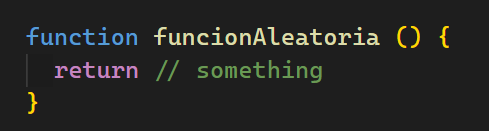 function funcionAleatoria () {
  return // something
}